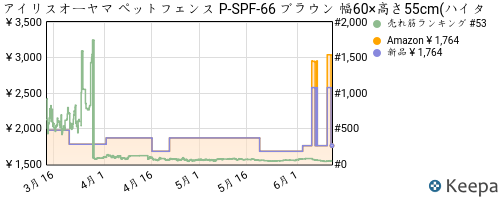 アイリスオーヤマ ペットフェンス P-SPF-66 ブラウン 幅60×高さ55cm(ハイタ
¥ 3,500
¥ 3,000
¥ 2,500
¥ 2,000
¥ 1,500
#2,000
#1,500
#1,000
#500
#0
売れ筋ランキング #53
Amazon ¥ 1,764
新品 ¥ 1,764
3月 16
4月 1
4月 16
5月 1
5月 16
6月 1
Keepa